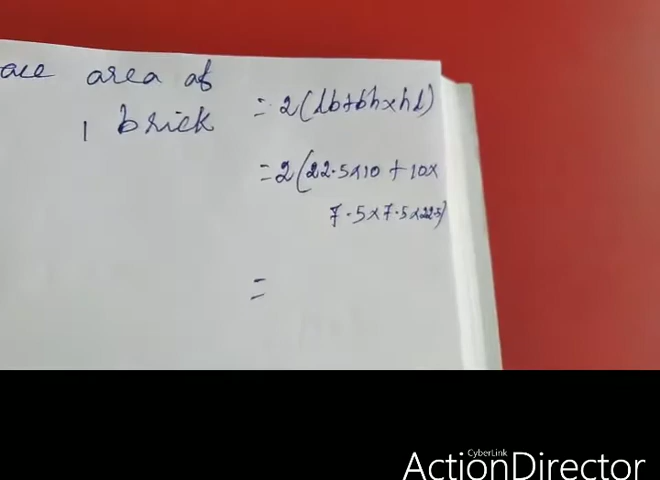 ace area of
1 brick = 2(lb+bh×hl)
= 2(22.5×10 + 10×
7.5×7.5×22.5)
=
CyberLink
ActionDirector